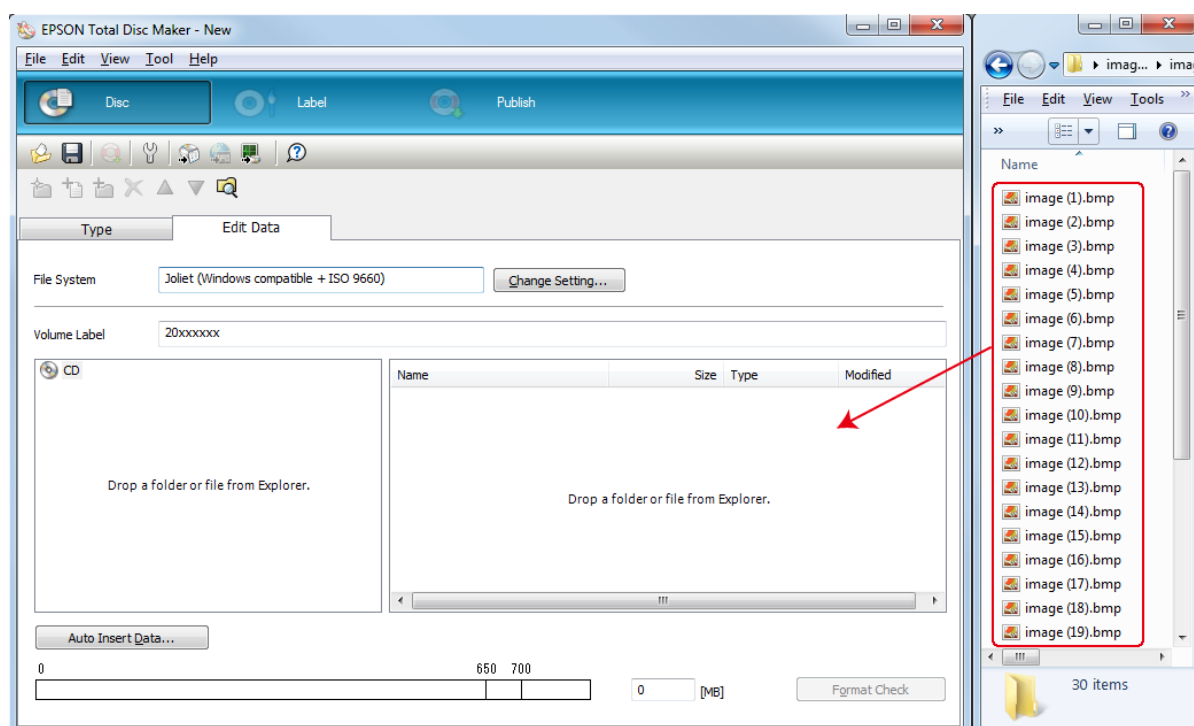 EPSON Total Disc Maker - New
File Edit View Tool Help
Disc Label Publish
Type Edit Data
File System Joliet (Windows compatible + ISO 9660) Change Setting...
Volume Label 20xxxxxx
CD
Drop a folder or file from Explorer.
Name Size Type Modified
Drop a folder or file from Explorer.
Auto Insert Data...
0 650 700
0 [MB] Format Check
imag... ima
File Edit View Tools »
»
Name
image (1).bmp
image (2).bmp
image (3).bmp
image (4).bmp
image (5).bmp
image (6).bmp
image (7).bmp
image (8).bmp
image (9).bmp
image (10).bmp
image (11).bmp
image (12).bmp
image (13).bmp
image (14).bmp
image (15).bmp
image (16).bmp
image (17).bmp
image (18).bmp
image (19).bmp
30 items